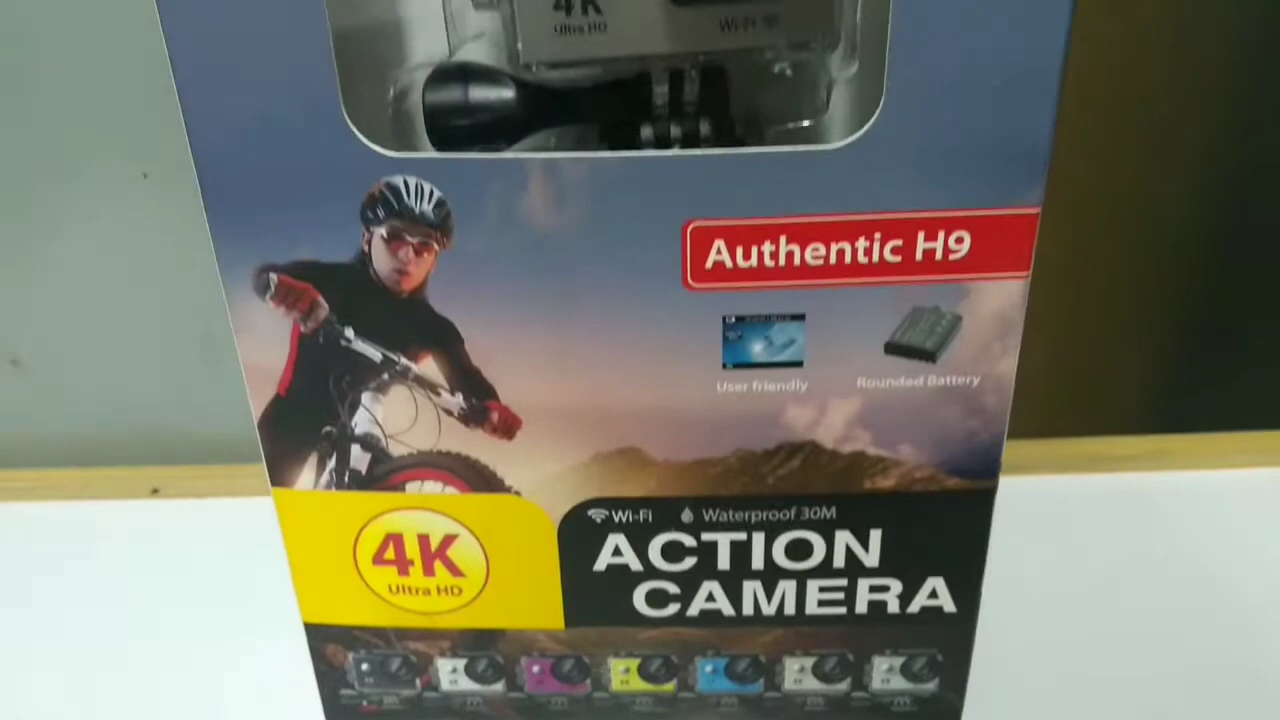 4K
Ultra HD
Wi-Fi
Authentic H9
User friendly
Rounded Battery
Wi-Fi
Waterproof 30M
4K
Ultra HD
ACTION
CAMERA